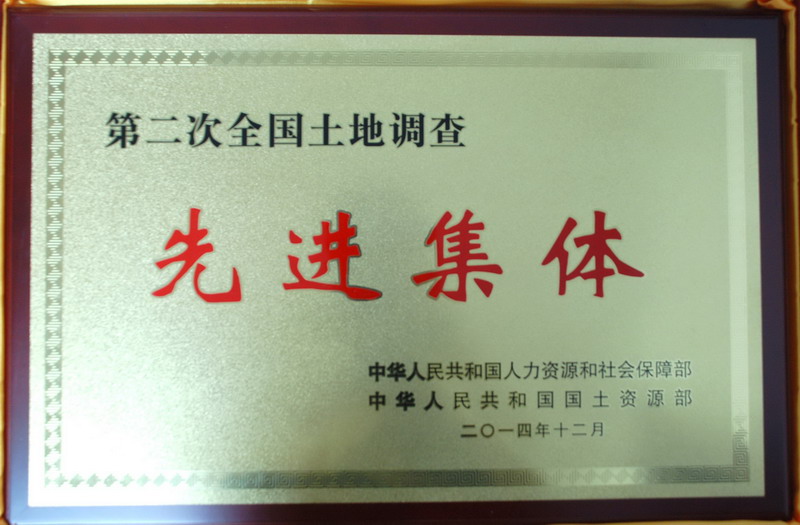 第二次全国土地调查
先进集体
中华人民共和国人力资源和社会保障部
中华人民共和国国土资源部
二〇一四年十二月